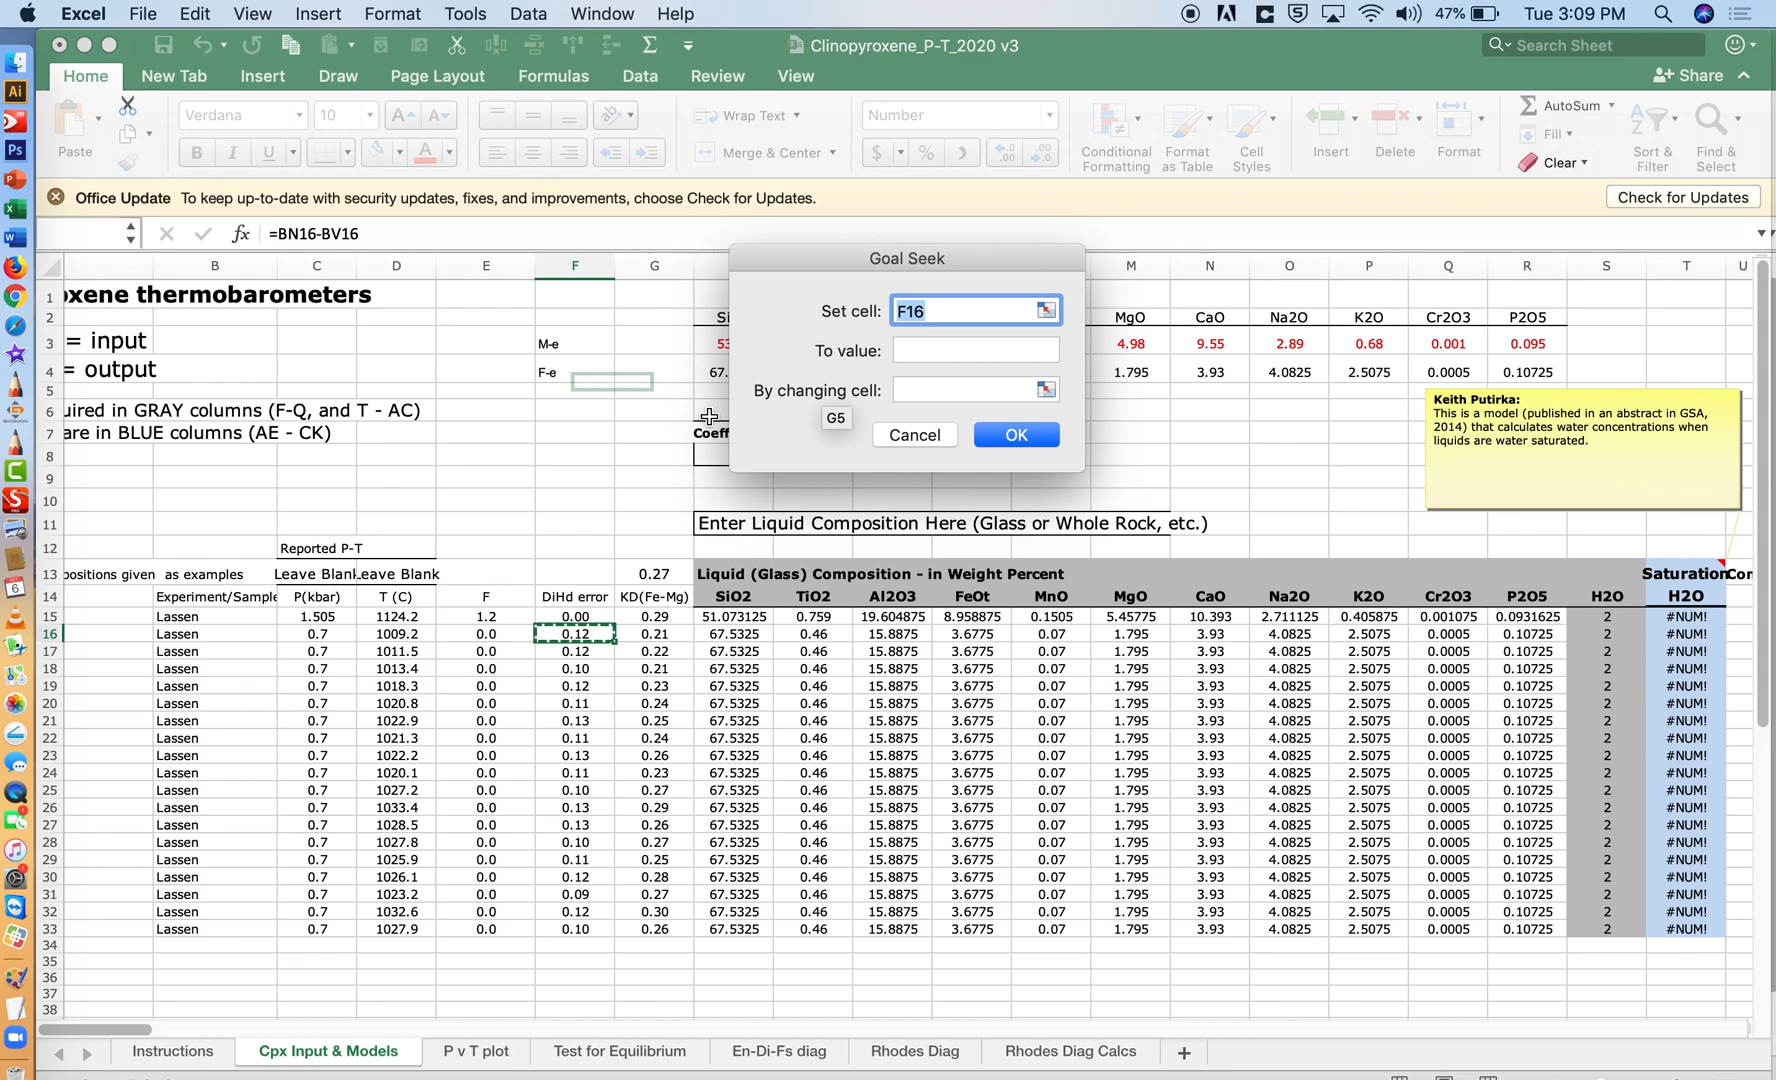 Excel File Edit View Insert Format Tools Data Window Help 47% Tue 3:09 PM
Clinopyroxene_P-T_2020 v3 Search Sheet
Home New Tab Insert Draw Page Layout Formulas Data Review View Share
Verdana 10 Wrap Text Number AutoSum
Paste B I U Merge & Center $ % Conditional Formatting Format as Table Cell Styles Insert Delete Format Fill Clear Sort & Filter Find & Select
Office Update To keep up-to-date with security updates, fixes, and improvements, choose Check for Updates. Check for Updates
fx =BN16-BV16
B C D E F G M N O P Q R S T U
Goal Seek
Set cell: F16
To value:
By changing cell:
G5
Cancel OK
1 oxene thermobarometers
2 MgO CaO Na2O K2O Cr2O3 P2O5
3 = input M-e 53 4.98 9.55 2.89 0.68 0.001 0.095
4 = output F-e 67. 1.795 3.93 4.0825 2.5075 0.0005 0.10725
5
6 uired in GRAY columns (F-Q, and T - AC)
7 are in BLUE columns (AE - CK) Coeff
8
9
10
Keith Putirka:
This is a model (published in an abstract in GSA,
2014) that calculates water concentrations when
liquids are water saturated.
11 Enter Liquid Composition Here (Glass or Whole Rock, etc.)
12 Reported P-T
13 positions given as examples Leave Blank Leave Blank 0.27 Liquid (Glass) Composition - in Weight Percent Saturation Con
14 Experiment/Sample P(kbar) T (C) F DiHd error KD(Fe-Mg) SiO2 TiO2 Al2O3 FeOt MnO MgO CaO Na2O K2O Cr2O3 P2O5 H2O H2O
15 Lassen 1.505 1124.2 1.2 0.00 0.29 51.073125 0.759 19.604875 8.958875 0.1505 5.45775 10.393 2.711125 0.405875 0.001075 0.0931625 2 #NUM!
16 Lassen 0.7 1009.2 0.0 0.12 0.21 67.5325 0.46 15.8875 3.6775 0.07 1.795 3.93 4.0825 2.5075 0.0005 0.10725 2 #NUM!
17 Lassen 0.7 1011.5 0.0 0.12 0.22 67.5325 0.46 15.8875 3.6775 0.07 1.795 3.93 4.0825 2.5075 0.0005 0.10725 2 #NUM!
18 Lassen 0.7 1013.4 0.0 0.10 0.21 67.5325 0.46 15.8875 3.6775 0.07 1.795 3.93 4.0825 2.5075 0.0005 0.10725 2 #NUM!
19 Lassen 0.7 1018.3 0.0 0.12 0.23 67.5325 0.46 15.8875 3.6775 0.07 1.795 3.93 4.0825 2.5075 0.0005 0.10725 2 #NUM!
20 Lassen 0.7 1020.8 0.0 0.11 0.24 67.5325 0.46 15.8875 3.6775 0.07 1.795 3.93 4.0825 2.5075 0.0005 0.10725 2 #NUM!
21 Lassen 0.7 1022.9 0.0 0.13 0.25 67.5325 0.46 15.8875 3.6775 0.07 1.795 3.93 4.0825 2.5075 0.0005 0.10725 2 #NUM!
22 Lassen 0.7 1021.3 0.0 0.11 0.24 67.5325 0.46 15.8875 3.6775 0.07 1.795 3.93 4.0825 2.5075 0.0005 0.10725 2 #NUM!
23 Lassen 0.7 1022.2 0.0 0.13 0.26 67.5325 0.46 15.8875 3.6775 0.07 1.795 3.93 4.0825 2.5075 0.0005 0.10725 2 #NUM!
24 Lassen 0.7 1020.1 0.0 0.11 0.23 67.5325 0.46 15.8875 3.6775 0.07 1.795 3.93 4.0825 2.5075 0.0005 0.10725 2 #NUM!
25 Lassen 0.7 1027.2 0.0 0.10 0.27 67.5325 0.46 15.8875 3.6775 0.07 1.795 3.93 4.0825 2.5075 0.0005 0.10725 2 #NUM!
26 Lassen 0.7 1033.4 0.0 0.13 0.29 67.5325 0.46 15.8875 3.6775 0.07 1.795 3.93 4.0825 2.5075 0.0005 0.10725 2 #NUM!
27 Lassen 0.7 1028.5 0.0 0.13 0.26 67.5325 0.46 15.8875 3.6775 0.07 1.795 3.93 4.0825 2.5075 0.0005 0.10725 2 #NUM!
28 Lassen 0.7 1027.8 0.0 0.10 0.27 67.5325 0.46 15.8875 3.6775 0.07 1.795 3.93 4.0825 2.5075 0.0005 0.10725 2 #NUM!
29 Lassen 0.7 1025.9 0.0 0.11 0.25 67.5325 0.46 15.8875 3.6775 0.07 1.795 3.93 4.0825 2.5075 0.0005 0.10725 2 #NUM!
30 Lassen 0.7 1026.1 0.0 0.12 0.28 67.5325 0.46 15.8875 3.6775 0.07 1.795 3.93 4.0825 2.5075 0.0005 0.10725 2 #NUM!
31 Lassen 0.7 1023.2 0.0 0.09 0.27 67.5325 0.46 15.8875 3.6775 0.07 1.795 3.93 4.0825 2.5075 0.0005 0.10725 2 #NUM!
32 Lassen 0.7 1032.6 0.0 0.12 0.30 67.5325 0.46 15.8875 3.6775 0.07 1.795 3.93 4.0825 2.5075 0.0005 0.10725 2 #NUM!
33 Lassen 0.7 1027.9 0.0 0.10 0.26 67.5325 0.46 15.8875 3.6775 0.07 1.795 3.93 4.0825 2.5075 0.0005 0.10725 2 #NUM!
34
35
36
37
38
Instructions Cpx Input & Models P v T plot Test for Equilibrium En-Di-Fs diag Rhodes Diag Rhodes Diag Calcs +